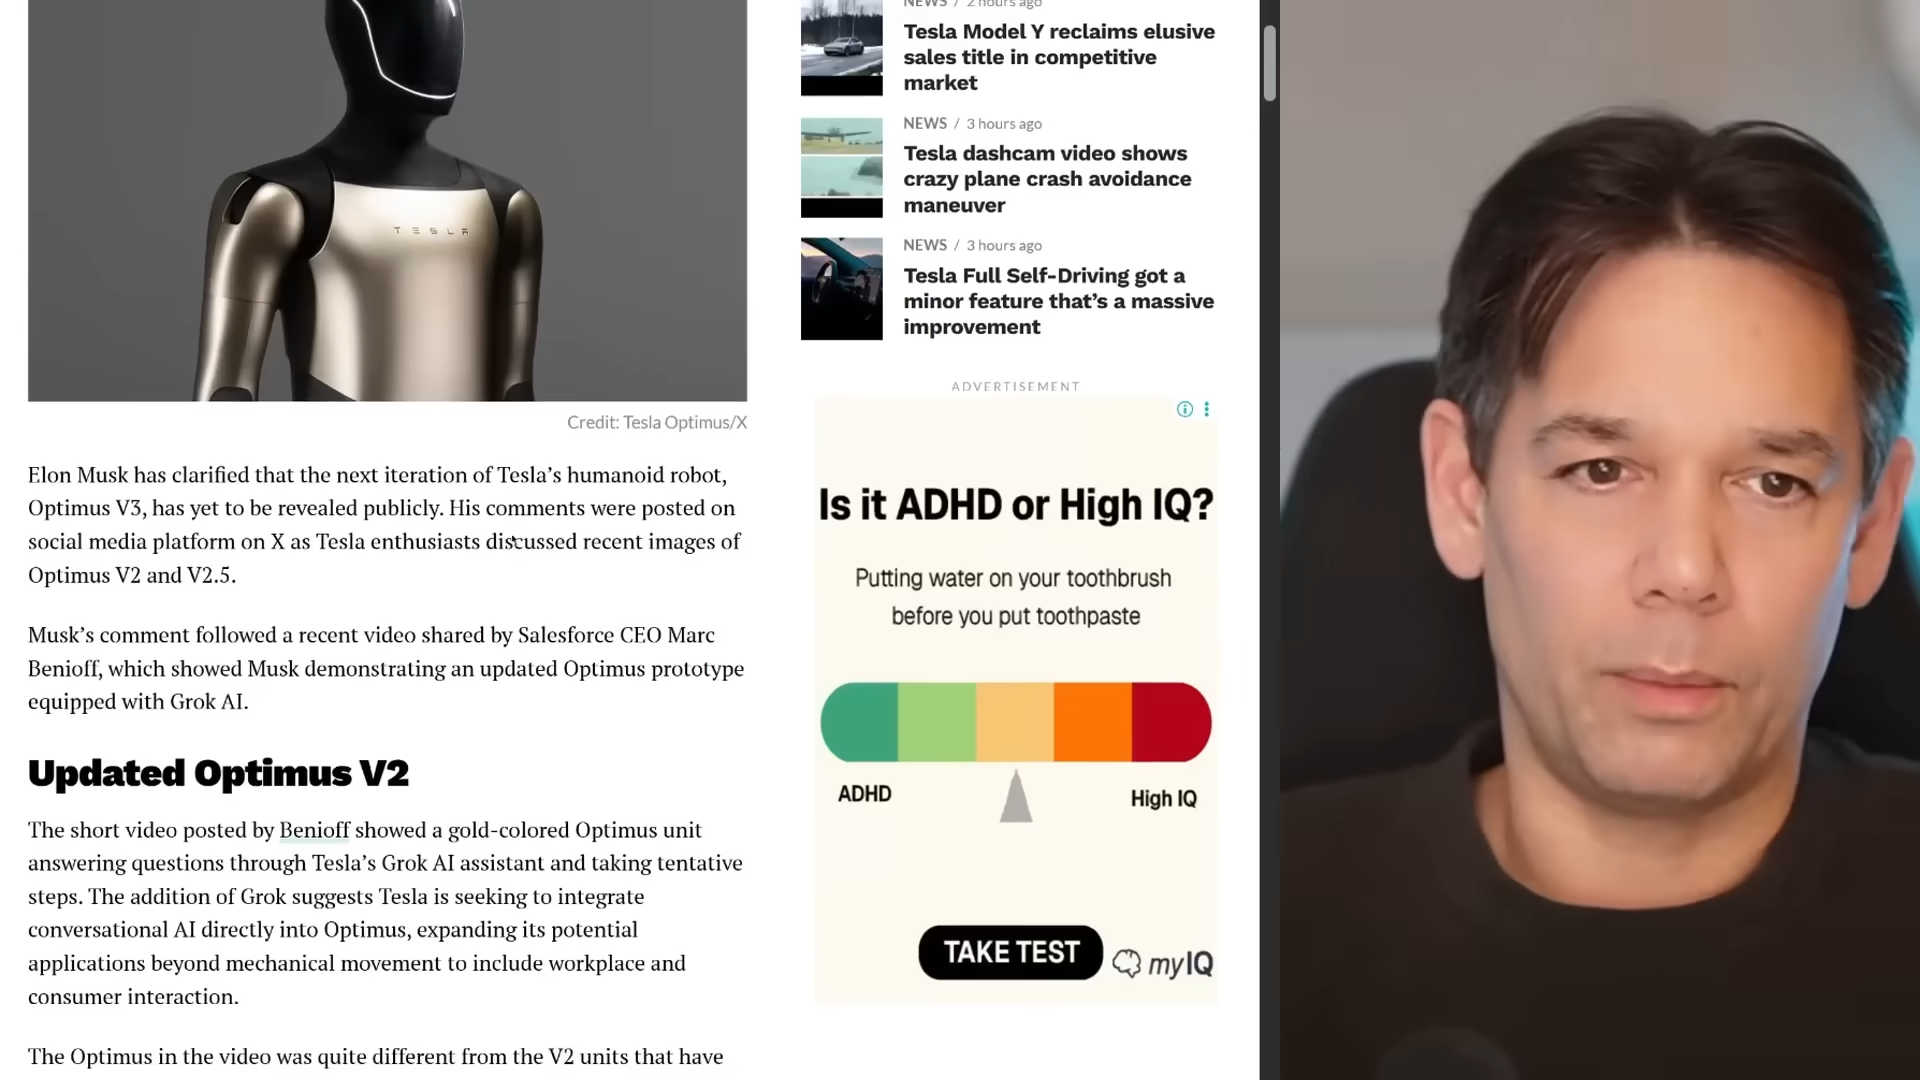 TESLA
Credit: Tesla Optimus/X
Elon Musk has clarified that the next iteration of Tesla’s humanoid robot,
Optimus V3, has yet to be revealed publicly. His comments were posted on
social media platform on X as Tesla enthusiasts discussed recent images of
Optimus V2 and V2.5.
Musk’s comment followed a recent video shared by Salesforce CEO Marc
Benioff, which showed Musk demonstrating an updated Optimus prototype
equipped with Grok AI.
Updated Optimus V2
The short video posted by Benioff showed a gold-colored Optimus unit
answering questions through Tesla’s Grok AI assistant and taking tentative
steps. The addition of Grok suggests Tesla is seeking to integrate
conversational AI directly into Optimus, expanding its potential
applications beyond mechanical movement to include workplace and
consumer interaction.
The Optimus in the video was quite different from the V2 units that have
NEWS / 2 hours ago
Tesla Model Y reclaims elusive
sales title in competitive
market
NEWS / 3 hours ago
Tesla dashcam video shows
crazy plane crash avoidance
maneuver
NEWS / 3 hours ago
Tesla Full Self-Driving got a
minor feature that’s a massive
improvement
ADVERTISEMENT
Is it ADHD or High IQ?
Putting water on your toothbrush
before you put toothpaste
ADHD
High IQ
TAKE TEST
myIQ